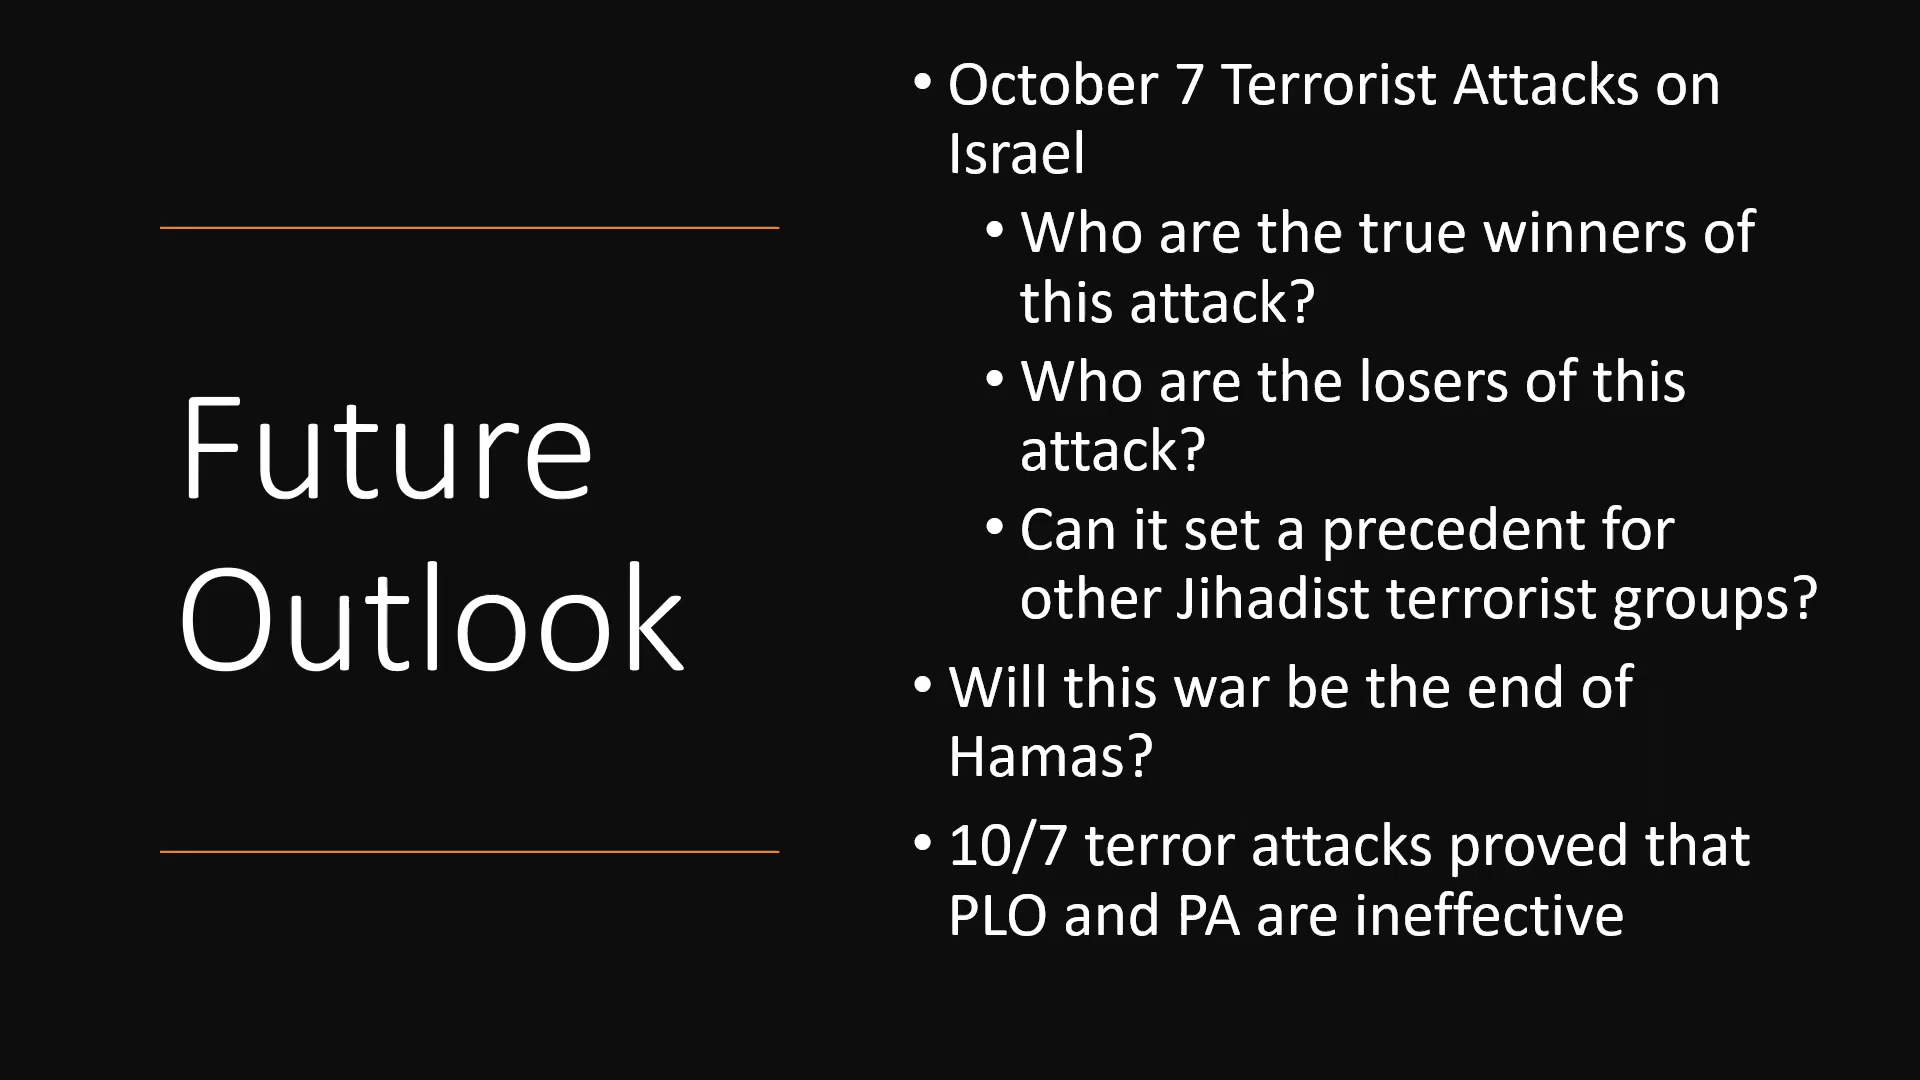 Future
Outlook
• October 7 Terrorist Attacks on
Israel
• Who are the true winners of
this attack?
• Who are the losers of this
attack?
• Can it set a precedent for
other Jihadist terrorist groups?
• Will this war be the end of
Hamas?
• 10/7 terror attacks proved that
PLO and PA are ineffective